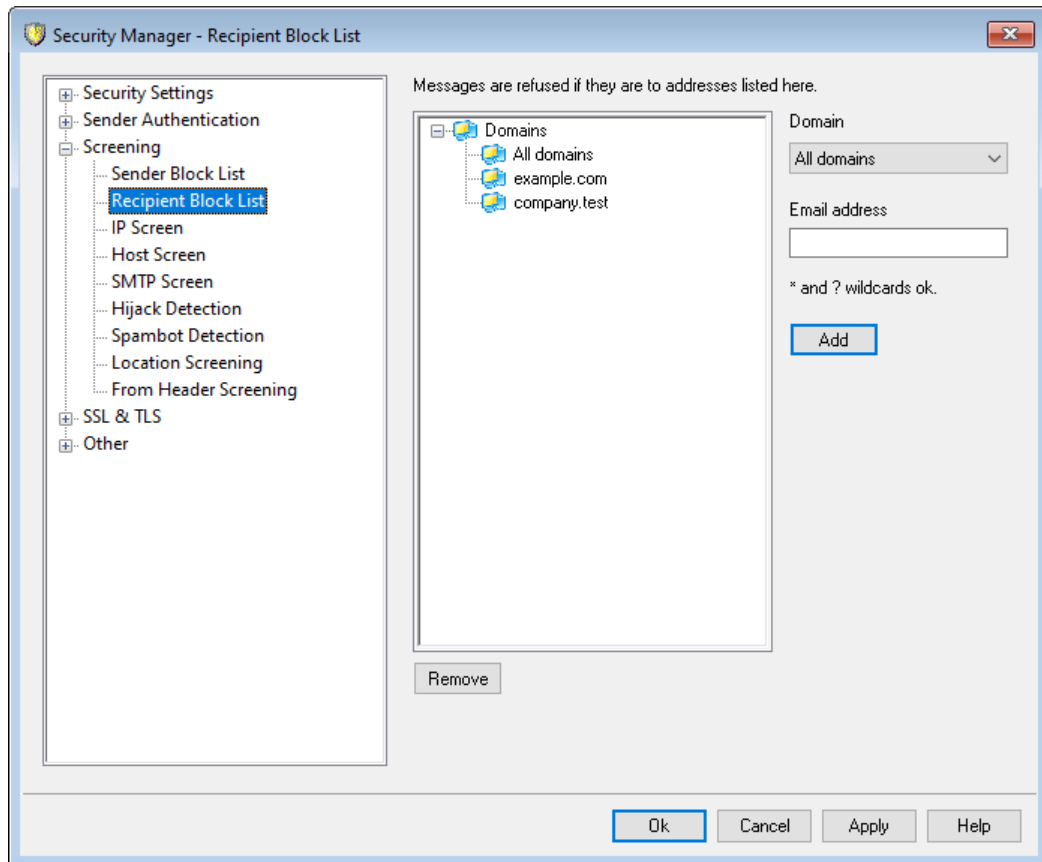 Security Manager - Recipient Block List
Security Settings
Sender Authentication
Screening
Sender Block List
Recipient Block List
IP Screen
Host Screen
SMTP Screen
Hijack Detection
Spambot Detection
Location Screening
From Header Screening
SSL & TLS
Other
Messages are refused if they are to addresses listed here.
Domains
All domains
example.com
company.test
Remove
Domain
All domains
Email address
* and ? wildcards ok.
Add
Ok
Cancel
Apply
Help